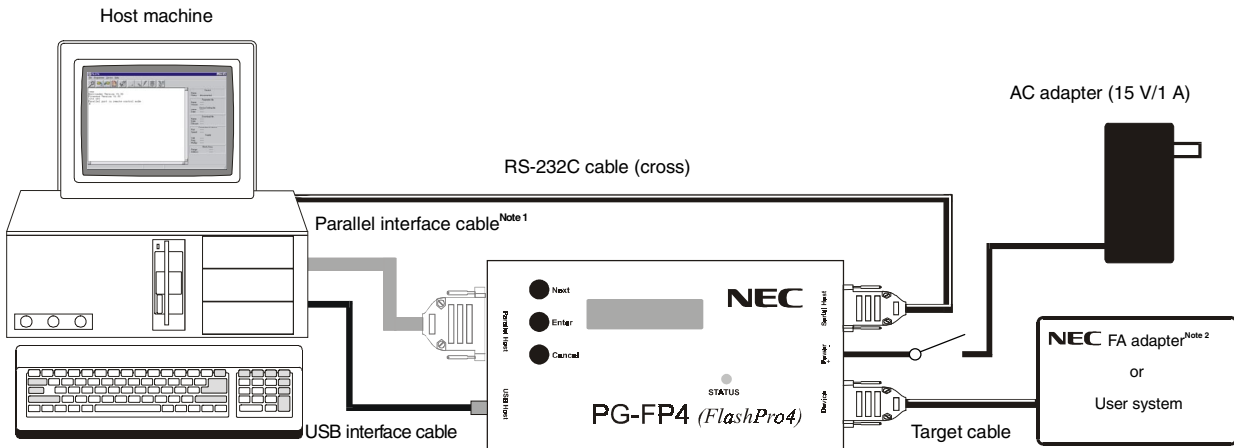 Host machine
AC adapter (15 V/1 A)
RS-232C cable (cross)
Parallel interface cable Note 1
Next
Enter
Cancel
NEC
Parallel Host
USB Host
Serial Host
Power
Device
STATUS
PG-FP4 (FlashPro4)
NEC FA adapter Note 2
or
User system
USB interface cable
Target cable